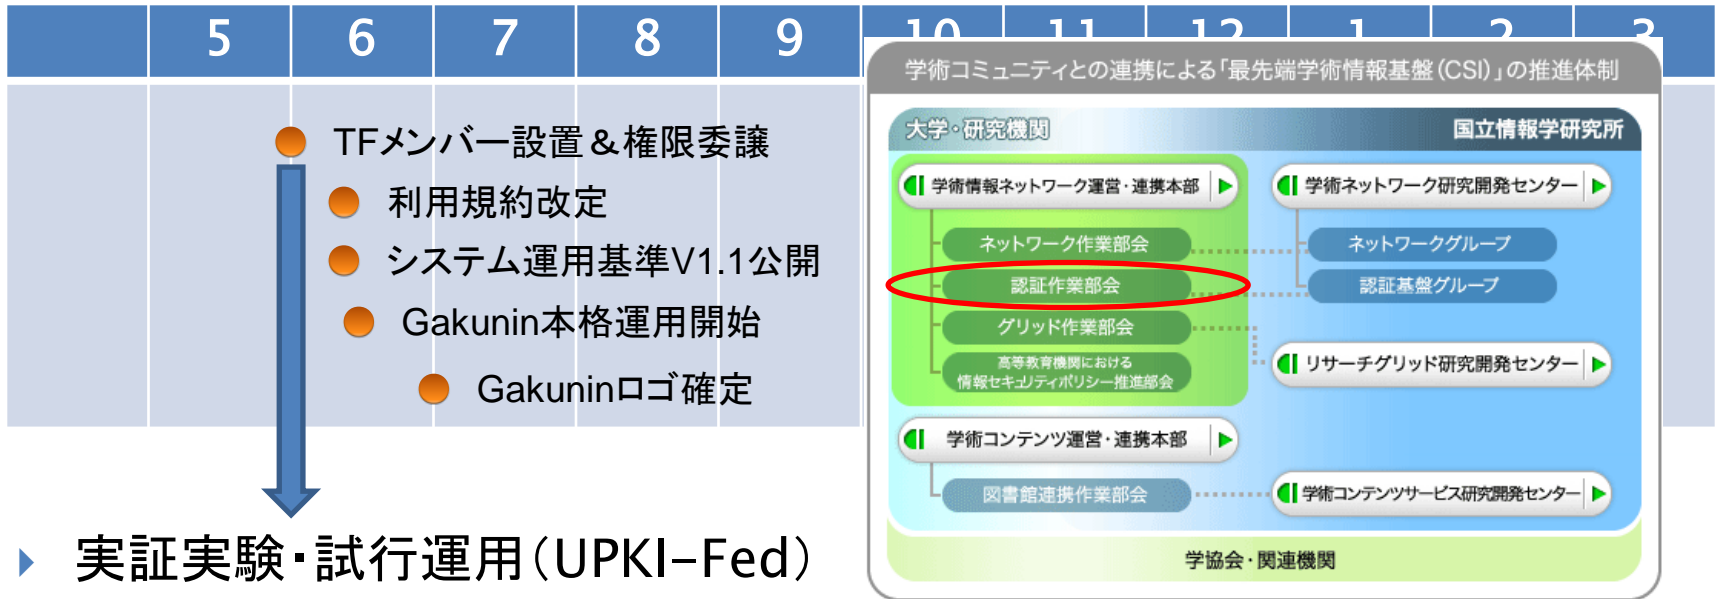 5 6 7 8 9 10 11 12 1 2 3
TFメンバー設置＆権限委譲
利用規約改定
システム運用基準V1.1公開
Gakunin本格運用開始
Gakuninロゴ確定
実証実験・試行運用（UPKI-Fed）
学術コミュニティとの連携による「最先端学術情報基盤（CSI）」の推進体制
大学・研究機関 国立情報学研究所
学術情報ネットワーク運営・連携本部 学術ネットワーク研究開発センター
ネットワーク作業部会 ネットワークグループ
認証作業部会 認証基盤グループ
グリッド作業部会
高等教育機関における
情報セキュリティポリシー推進部会
リサーチグリッド研究開発センター
学術コンテンツ運営・連携本部
図書館連携作業部会 学術コンテンツサービス研究開発センター
学協会・関連機関